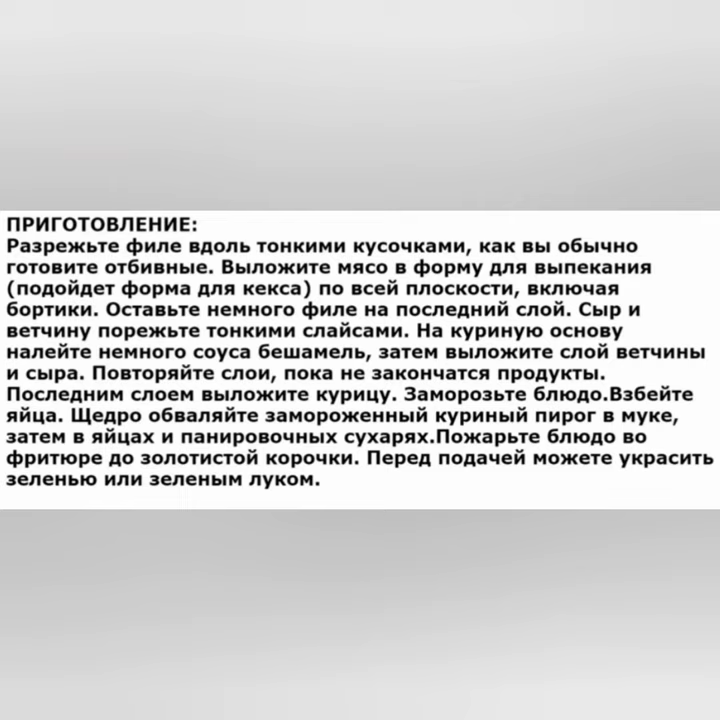 ПРИГОТОВЛЕНИЕ:
Разрежьте филе вдоль тонкими кусочками, как вы обычно
готовите отбивные. Выложите мясо в форму для выпекания
(подойдет форма для кекса) по всей плоскости, включая
бортики. Оставьте немного филе на последний слой. Сыр и
ветчину порежьте тонкими слайсами. На куриную основу
налейте немного соуса бешамель, затем выложите слой ветчины
и сыра. Повторяйте слои, пока не закончатся продукты.
Последним слоем выложите курицу. Заморозьте блюдо.Взбейте
яйца. Щедро обваляйте замороженный куриный пирог в муке,
затем в яйцах и панировочных сухарях.Пожарьте блюдо во
фритюре до золотистой корочки. Перед подачей можете украсить
зеленью или зеленым луком.